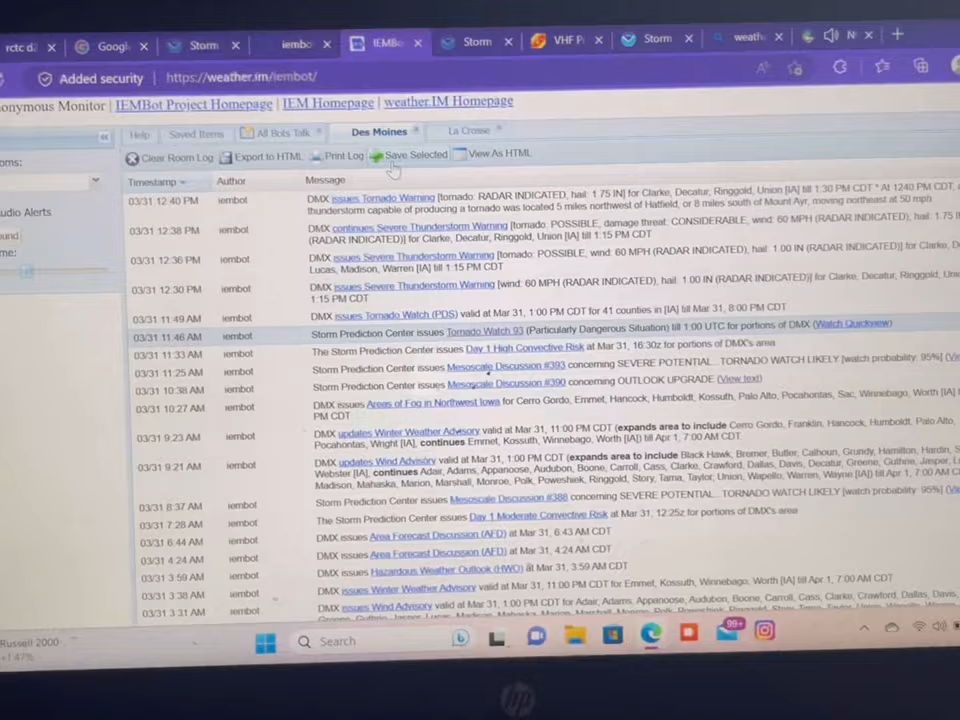 rctc d. Googl Storm iembo IEMBo Storm VHF P Storm weath N
Added security https://weather.im/iembot/
onymous Monitor | IEMBot Project Homepage | IEM Homepage | weather.IM Homepage
Help Saved Items All Bots Talk Des Moines La Crosse
oms: Clear Room Log Export to HTML Print Log Save Selected View As HTML
Timestamp Author Message
03/31 12:40 PM iembot DMX issues Tornado Warning [tornado: RADAR INDICATED, hail: 1.75 IN] for Clarke, Decatur, Ringgold, Union [IA] til 1:30 PM CDT * At 1240 PM CDT, a
thunderstorm capable of producing a tornado was located 5 miles northwest of Hatfield, or 8 miles south of Mount Ayr, moving northeast at 50 mph
udio Alerts
03/31 12:38 PM iembot DMX continues Severe Thunderstorm Warning [tornado: POSSIBLE, damage threat: CONSIDERABLE, wind: 60 MPH (RADAR INDICATED), hail: 1.75 I
(RADAR INDICATED)] for Clarke, Decatur, Ringgold, Union [IA] till 1:15 PM CDT
ound
me:
03/31 12:36 PM iembot DMX issues Severe Thunderstorm Warning [tornado: POSSIBLE, wind: 60 MPH (RADAR INDICATED), hail: 1.00 IN (RADAR INDICATED)] for Clarke, D
Lucas, Madison, Warren [IA] till 1:15 PM CDT
03/31 12:30 PM iembot DMX issues Severe Thunderstorm Warning [wind: 60 MPH (RADAR INDICATED), hail: 1.00 IN (RADAR INDICATED)] for Clarke, Decatur, Ringgold, Union
1:15 PM CDT
03/31 11:49 AM iembot DMX issues Tornado Watch (PDS) valid at Mar 31, 1:00 PM CDT for 41 counties in [IA] till Mar 31, 8:00 PM CDT
03/31 11:46 AM iembot Storm Prediction Center issues Tornado Watch 93 (Particularly Dangerous Situation) till 1:00 UTC for portions of DMX (Watch Quickview)
03/31 11:33 AM iembot The Storm Prediction Center issues Day 1 High Convective Risk at Mar 31, 16:30z for portions of DMX's area
03/31 11:25 AM iembot Storm Prediction Center issues Mesoscale Discussion #393 concerning SEVERE POTENTIAL...TORNADO WATCH LIKELY [watch probability: 95%]
03/31 10:38 AM iembot Storm Prediction Center issues Mesoscale Discussion #390 concerning OUTLOOK UPGRADE (View text)
03/31 10:27 AM iembot DMX issues Areas of Fog in Northwest Iowa for Cerro Gordo, Emmet, Hancock, Humboldt, Kossuth, Palo Alto, Pocahontas, Sac, Winnebago, Worth
PM CDT
03/31 9:23 AM iembot DMX updates Winter Weather Advisory valid at Mar 31, 11:00 PM CDT for (expands area to include Cerro Gordo, Franklin, Hancock, Humboldt, Palo Alto,
Pocahontas, Wright [IA], continues Emmet, Kossuth, Winnebago, Worth [IA]) till Apr 1, 7:00 AM CDT
03/31 9:21 AM iembot DMX updates Wind Advisory valid at Mar 31, 1:00 PM CDT for (expands area to include Black Hawk, Bremer, Butler, Calhoun, Grundy, Hamilton, Hardin,
Webster [IA], continues Adair, Adams, Appanoose, Audubon, Boone, Carroll, Cass, Clarke, Crawford, Dallas, Davis, Decatur, Greene, Guthrie, Jasper,
Madison, Mahaska, Marion, Marshall, Monroe, Polk, Poweshiek, Ringgold, Story, Tama, Taylor, Union, Wapello, Warren, Wayne [IA]) till Apr 1, 7:00 AM C
03/31 8:37 AM iembot Storm Prediction Center issues Mesoscale Discussion #388 concerning SEVERE POTENTIAL...TORNADO WATCH LIKELY [watch probability: 95%]
03/31 7:28 AM iembot The Storm Prediction Center issues Day 1 Moderate Convective Risk at Mar 31, 12:25z for portions of DMX's area
03/31 6:44 AM iembot DMX issues Area Forecast Discussion (AFD) at Mar 31, 6:43 AM CDT
03/31 4:24 AM iembot DMX issues Area Forecast Discussion (AFD) at Mar 31, 4:24 AM CDT
03/31 3:59 AM iembot DMX issues Hazardous Weather Outlook (HWO) at Mar 31, 3:59 AM CDT
03/31 3:38 AM iembot DMX issues Winter Weather Advisory valid at Mar 31, 11:00 PM CDT for Emmet, Kossuth, Winnebago, Worth [IA] till Apr 1, 7:00 AM CDT
03/31 3:31 AM iembot DMX issues Wind Advisory valid at Mar 31, 1:00 PM CDT for Adair, Adams, Appanoose, Audubon, Boone, Carroll, Cass, Clarke, Crawford, Dallas,
Russell 2000
+1.47%
Search 99+
hp